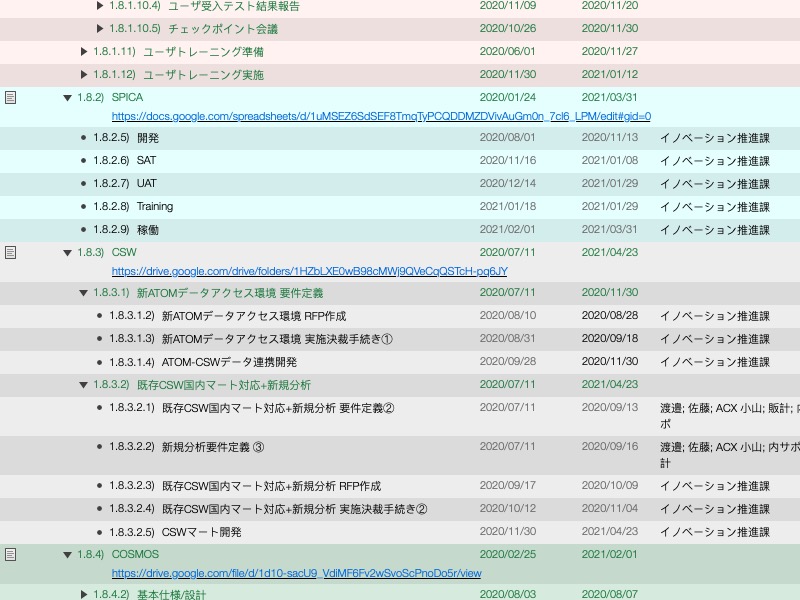 1.8.1.10.4) ユーザ受入テスト結果報告 2020/11/09 2020/11/20
1.8.1.10.5) チェックポイント会議 2020/10/26 2020/11/30
1.8.1.11) ユーザトレーニング準備 2020/06/01 2020/11/27
1.8.1.12) ユーザトレーニング実施 2020/11/30 2021/01/12
1.8.2) SPICA 2020/01/24 2021/03/31
https://docs.google.com/spreadsheets/d/1uMSEZ6SdSEF8TmqTyPCQDDMZDVivAuGm0n_7cl6_LPM/edit#gid=0
1.8.2.5) 開発 2020/08/01 2020/11/13 イノベーション推進課
1.8.2.6) SAT 2020/11/16 2021/01/08 イノベーション推進課
1.8.2.7) UAT 2020/12/14 2021/01/29 イノベーション推進課
1.8.2.8) Training 2021/01/18 2021/01/29 イノベーション推進課
1.8.2.9) 稼働 2021/02/01 2021/03/31 イノベーション推進課
1.8.3) CSW 2020/07/11 2021/04/23
https://drive.google.com/drive/folders/1HZbLXE0wB98cMWj9QVeCqQSTcH-pq6JY
1.8.3.1) 新ATOMデータアクセス環境 要件定義 2020/07/11 2020/11/30
1.8.3.1.2) 新ATOMデータアクセス環境 RFP作成 2020/08/10 2020/08/28 イノベーション推進課
1.8.3.1.3) 新ATOMデータアクセス環境 実施決裁手続き① 2020/08/31 2020/09/18 イノベーション推進課
1.8.3.1.4) ATOM-CSWデータ連携開発 2020/09/28 2020/11/30 イノベーション推進課
1.8.3.2) 既存CSW国内マート対応+新規分析 2020/07/11 2021/04/23
1.8.3.2.1) 既存CSW国内マート対応+新規分析 要件定義② 2020/07/11 2020/09/13 渡邉; 佐藤; ACX 小山; 販計;
ポ
1.8.3.2.2) 新規分析要件定義 ③ 2020/07/11 2020/09/16 渡邉; 佐藤; ACX 小山; 内サポ
計
1.8.3.2.3) 既存CSW国内マート対応+新規分析 RFP作成 2020/09/17 2020/10/09 イノベーション推進課
1.8.3.2.4) 既存CSW国内マート対応+新規分析 実施決裁手続き② 2020/10/12 2020/11/04 イノベーション推進課
1.8.3.2.5) CSWマート開発 2020/11/30 2021/04/23 イノベーション推進課
1.8.4) COSMOS 2020/02/25 2021/02/01
https://drive.google.com/file/d/1d10-sacU9_VdiMF6Fv2wSvoScPnoDo5r/view
1.8.4.2) 基本仕様/設計 2020/08/03 2020/08/07